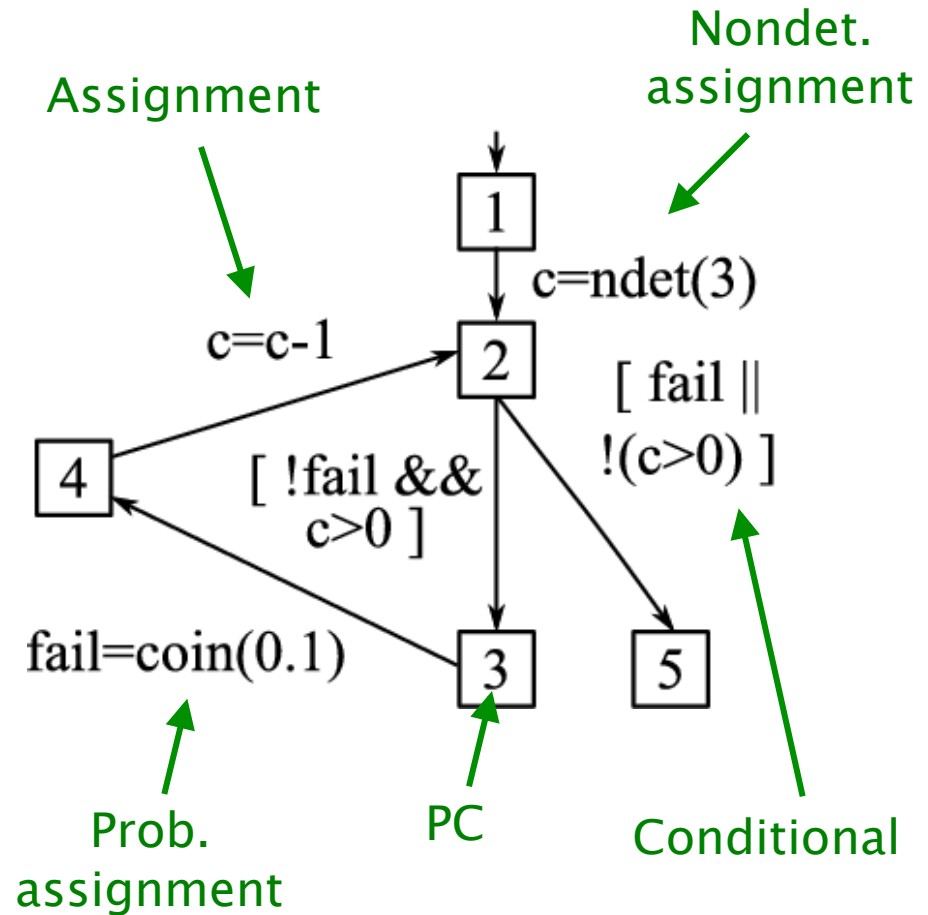 Nondet.
assignment
Assignment
1
c=ndet(3)
c=c-1
2
[ fail ||
!(c>0) ]
4
[ !fail &&
c>0 ]
fail=coin(0.1)
3
5
Prob.
assignment
PC
Conditional